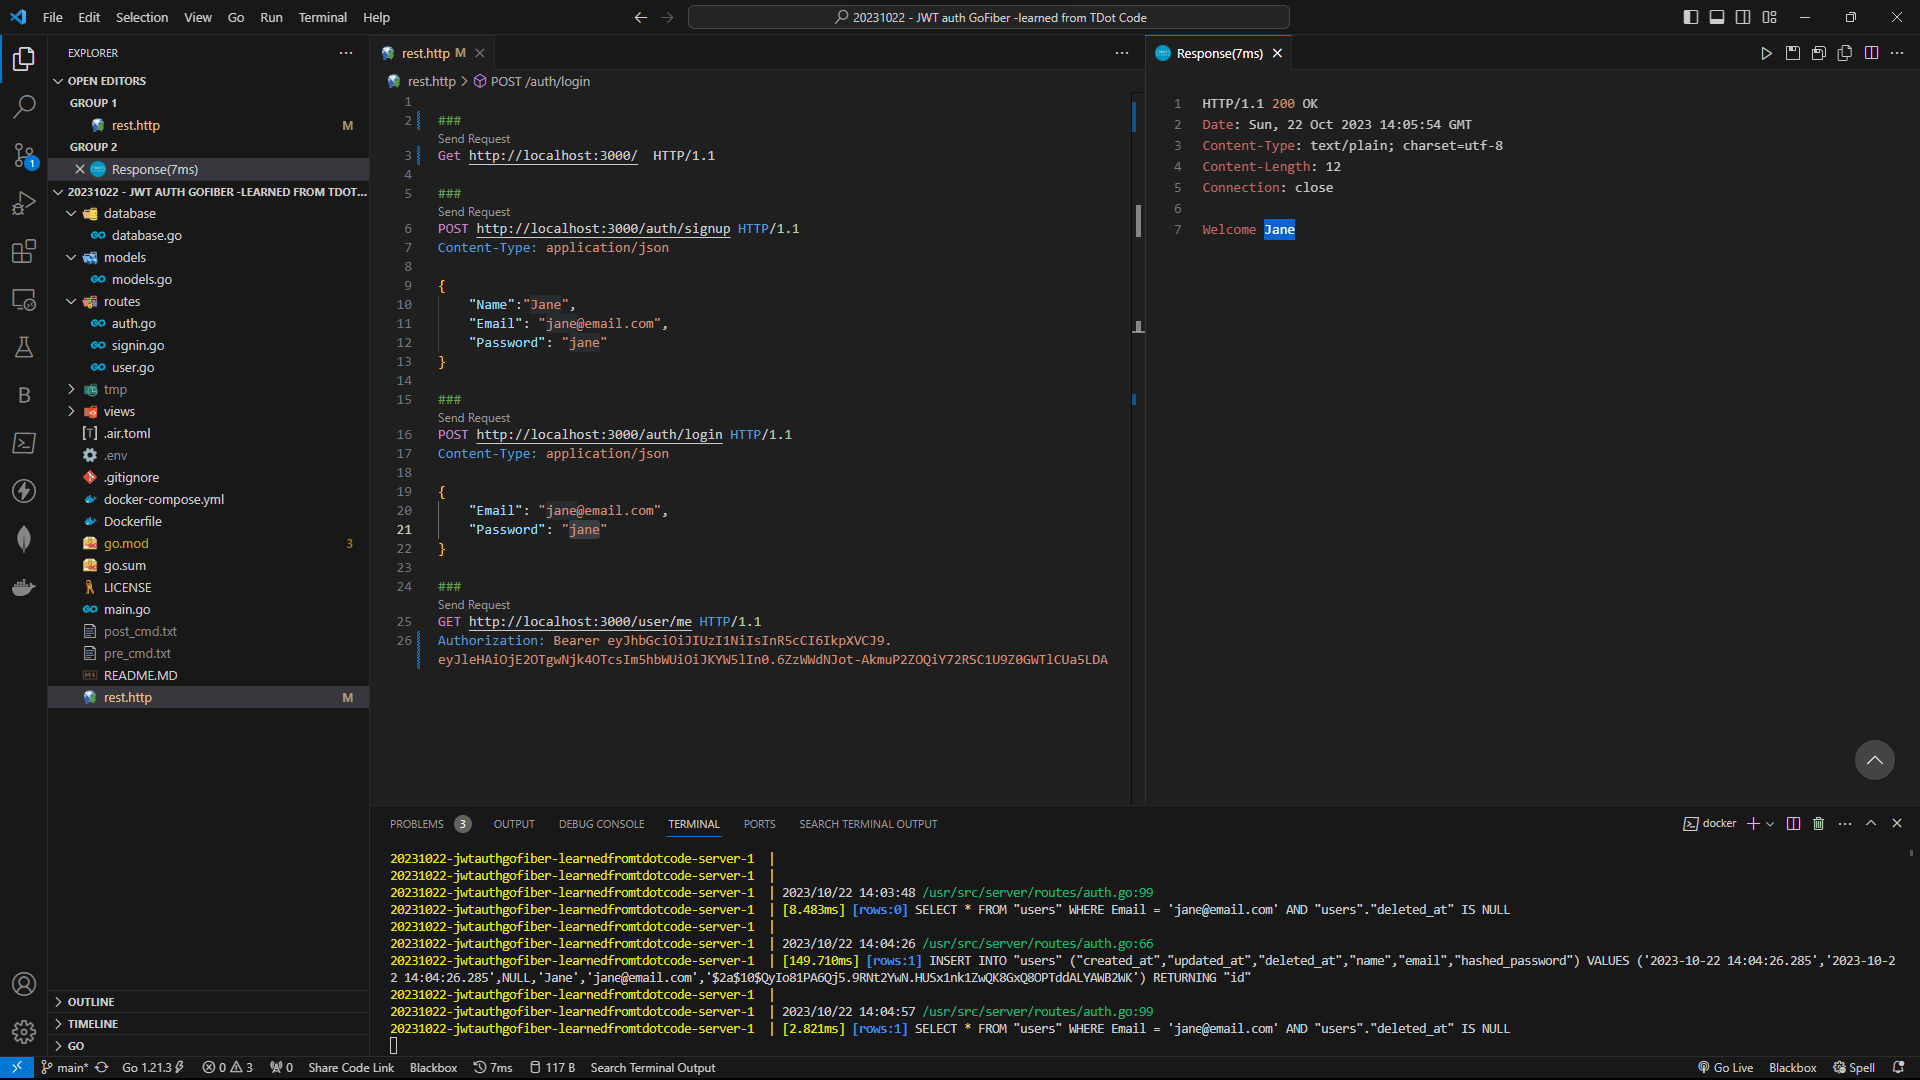 File Edit Selection View Go Run Terminal Help
20231022 - JWT auth GoFiber -learned from TDot Code
EXPLORER
OPEN EDITORS
GROUP 1
rest.http M
GROUP 2
Response(7ms)
20231022 - JWT AUTH GOFIBER -LEARNED FROM TDOT...
database
database.go
models
models.go
routes
auth.go
signin.go
user.go
tmp
views
.air.toml
.env
.gitignore
docker-compose.yml
Dockerfile
go.mod 3
go.sum
LICENSE
main.go
post_cmd.txt
pre_cmd.txt
README.MD
rest.http M
OUTLINE
TIMELINE
GO
rest.http M
rest.http > POST /auth/login
1
2 ###
Send Request
3 Get http://localhost:3000/ HTTP/1.1
4
5 ###
Send Request
6 POST http://localhost:3000/auth/signup HTTP/1.1
7 Content-Type: application/json
8
9 {
10 "Name":"Jane",
11 "Email": "jane@email.com",
12 "Password": "jane"
13 }
14
15 ###
Send Request
16 POST http://localhost:3000/auth/login HTTP/1.1
17 Content-Type: application/json
18
19 {
20 "Email": "jane@email.com",
21 "Password": "jane"
22 }
23
24 ###
Send Request
25 GET http://localhost:3000/user/me HTTP/1.1
26 Authorization: Bearer eyJhbGciOiJIUzI1NiIsInR5cCI6IkpXVCJ9.
eyJleHAiOjE2OTgwNjk4OTcsIm5hbWUiOiJKYW5lIn0.6ZzWWdNJot-AkmuP2ZOQiY72RSC1U9Z0GWTlCUa5LDA
Response(7ms)
1 HTTP/1.1 200 OK
2 Date: Sun, 22 Oct 2023 14:05:54 GMT
3 Content-Type: text/plain; charset=utf-8
4 Content-Length: 12
5 Connection: close
6
7 Welcome Jane
PROBLEMS 3 OUTPUT DEBUG CONSOLE TERMINAL PORTS SEARCH TERMINAL OUTPUT
docker
20231022-jwtauthgofiber-learnedfromtdotcode-server-1 |
20231022-jwtauthgofiber-learnedfromtdotcode-server-1 |
20231022-jwtauthgofiber-learnedfromtdotcode-server-1 | 2023/10/22 14:03:48 /usr/src/server/routes/auth.go:99
20231022-jwtauthgofiber-learnedfromtdotcode-server-1 | [8.483ms] [rows:0] SELECT * FROM "users" WHERE Email = 'jane@email.com' AND "users"."deleted_at" IS NULL
20231022-jwtauthgofiber-learnedfromtdotcode-server-1 |
20231022-jwtauthgofiber-learnedfromtdotcode-server-1 | 2023/10/22 14:04:26 /usr/src/server/routes/auth.go:66
20231022-jwtauthgofiber-learnedfromtdotcode-server-1 | [149.710ms] [rows:1] INSERT INTO "users" ("created_at","updated_at","deleted_at","name","email","hashed_password") VALUES ('2023-10-22 14:04:26.285','2023-10-2
2 14:04:26.285',NULL,'Jane','jane@email.com','$2a$10$QyIo81PA6Qj5.9RNt2YwN.HUSx1nk1ZwQK8GxQ8OPTddALYAWB2WK') RETURNING "id"
20231022-jwtauthgofiber-learnedfromtdotcode-server-1 |
20231022-jwtauthgofiber-learnedfromtdotcode-server-1 | 2023/10/22 14:04:57 /usr/src/server/routes/auth.go:99
20231022-jwtauthgofiber-learnedfromtdotcode-server-1 | [2.821ms] [rows:1] SELECT * FROM "users" WHERE Email = 'jane@email.com' AND "users"."deleted_at" IS NULL
main* Go 1.21.3 0 3 0 Share Code Link Blackbox 7ms 117 B Search Terminal Output Go Live Blackbox Spell